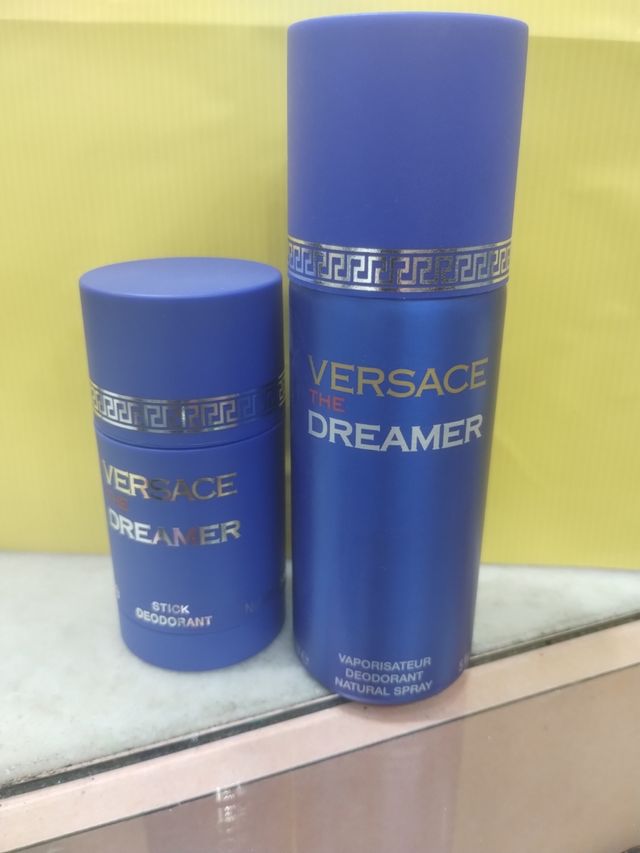 VERSACE
THE
DREAMER
STICK
DEODORANT
VERSACE
THE
DREAMER
VAPORISATEUR
DEODORANT
NATURAL SPRAY